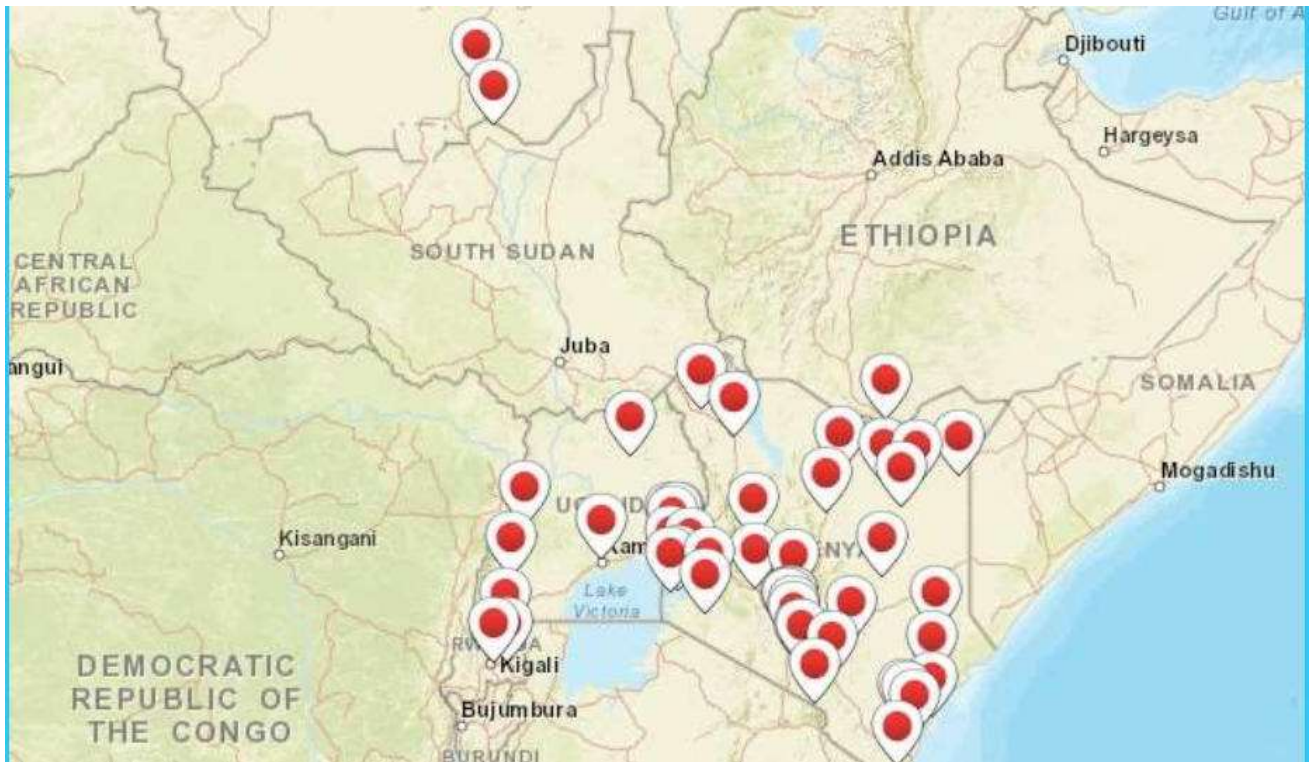 Gulf of A
Djibouti
Hargeysa
Addis Ababa
ETHIOPIA
SOUTH SUDAN
CENTRAL
AFRICAN
REPUBLIC
Juba
angui
SOMALIA
Mogadishu
Kisangani
Lake
Victoria
Kigali
DEMOCRATIC
REPUBLIC OF
THE CONGO
Bujumbura
BURUNDI